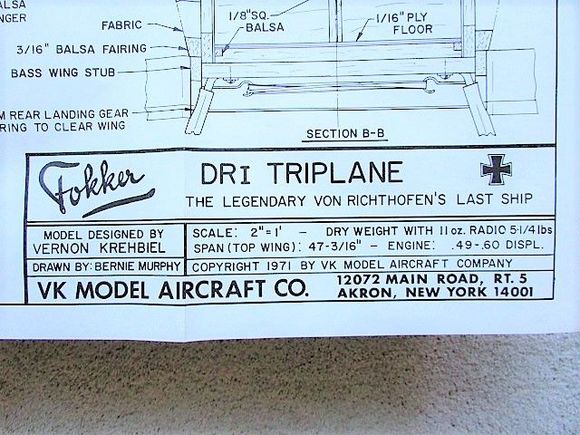 ALSA
NGER
1/8"SQ.
BALSA
1/16" PLY
FLOOR
FABRIC
3/16" BALSA FAIRING
BASS WING STUB
M REAR LANDING GEAR
RING TO CLEAR WING
SECTION B-B
Fokker
DRI TRIPLANE
THE LEGENDARY VON RICHTHOFEN'S LAST SHIP
MODEL DESIGNED BY
VERNON KREHBIEL
SCALE: 2"=1' - DRY WEIGHT WITH 11oz. RADIO 5-1/4lbs
SPAN (TOP WING): 47-3/16" - ENGINE: .49-.60 DISPL.
DRAWN BY: BERNIE MURPHY
COPYRIGHT 1971 BY VK MODEL AIRCRAFT COMPANY
VK MODEL AIRCRAFT CO.
12072 MAIN ROAD, RT. 5
AKRON, NEW YORK 14001